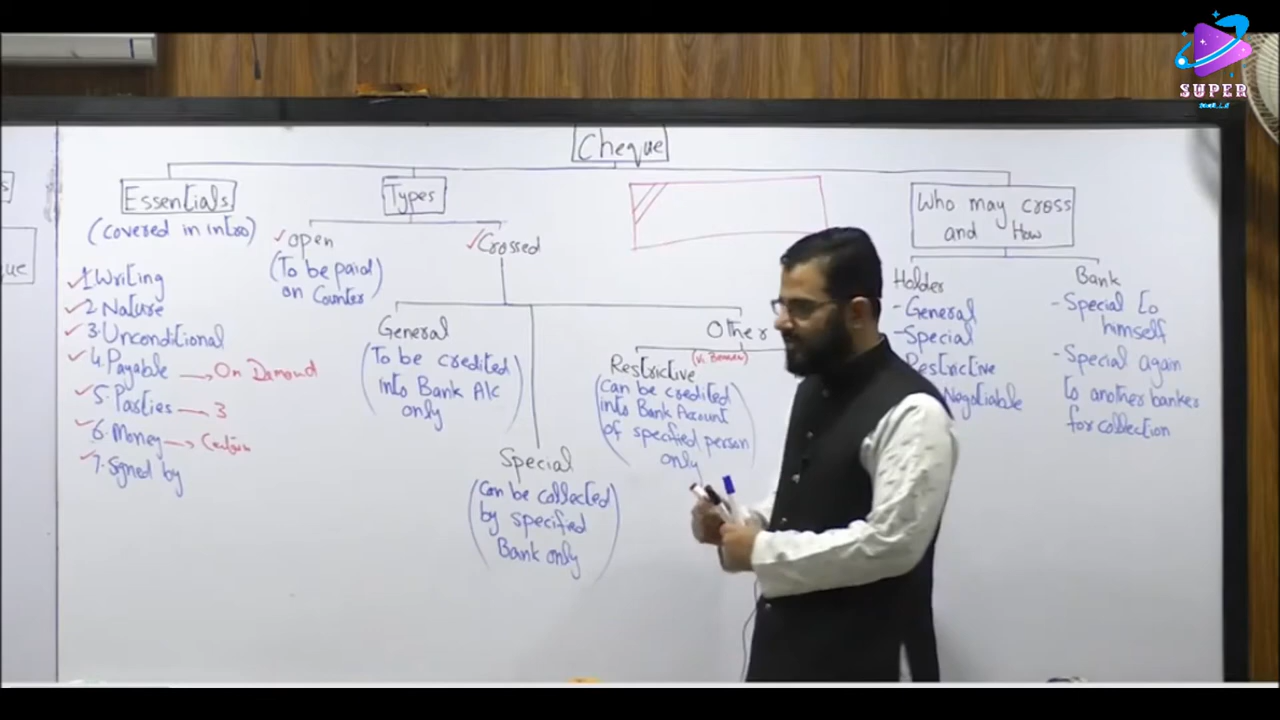 SUPER
Cheque
Essentials
(covered in intro)
1. Writing
2. Nature
3. Unconditional
4. Payable → On Demand
5. Parties → 3
6. Money → Certain
7. Signed by
Types
Open
(To be paid
on Counter)
Crossed
General
(To be credited
into Bank A/c
only)
Special
(Can be collected
by specified
Bank only)
Other
Restrictive
(Can be credited
into Bank Account
of specified person
only
Who may cross
and How
Holder
- General
- Special
Restrictive
Nagotiable
Bank
- Special to
himself
- Special again
to another banker
for collection
ue